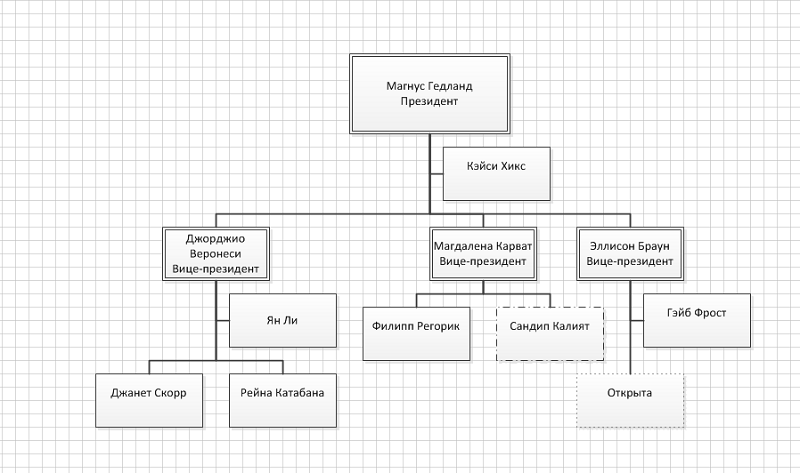 Магнус Гедланд
Президент
Кэйси Хикс
Джорджио
Веронеси
Вице-президент
Магдалена Карват
Вице-президент
Эллисон Браун
Вице-президент
Ян Ли
Филипп Регорик
Сандип Калият
Гэйб Фрост
Джанет Скорр
Рейна Катабана
Открыта